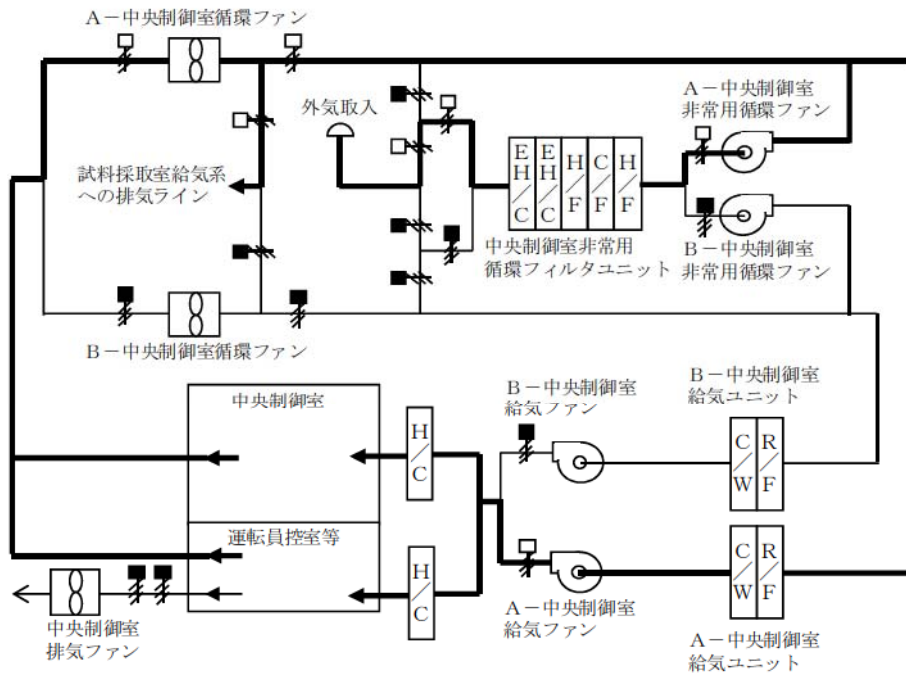 A－中央制御室循環ファン
外気取入
A－中央制御室
非常用循環ファン
試料採取室給気系
への排気ライン
E
H
／
C
E
H
／
C
H
／
F
C
／
F
H
／
F
中央制御室非常用
循環フィルタユニット
B－中央制御室
非常用循環ファン
B－中央制御室循環ファン
中央制御室
H
／
C
B－中央制御室
給気ファン
B－中央制御室
給気ユニット
C
／
W
R
／
F
運転員控室等
H
／
C
C
／
W
R
／
F
中央制御室
排気ファン
A－中央制御室
給気ファン
A－中央制御室
給気ユニット